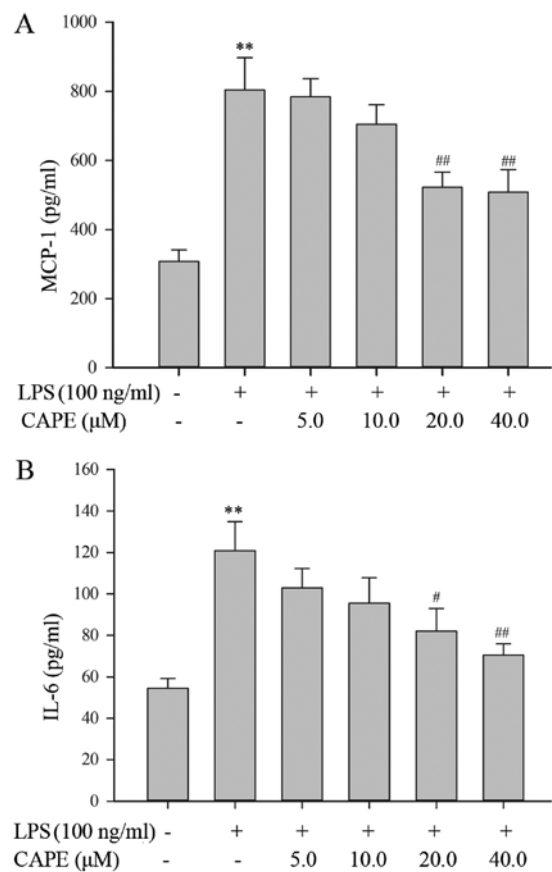 A
1000
800
600
400
200
0
MCP-1 (pg/ml)
**
##
##
LPS (100 ng/ml) - + + + + +
CAPE (μM) - - 5.0 10.0 20.0 40.0
B
160
140
120
100
80
60
40
20
0
IL-6 (pg/ml)
**
#
##
LPS (100 ng/ml) - + + + + +
CAPE (μM) - - 5.0 10.0 20.0 40.0